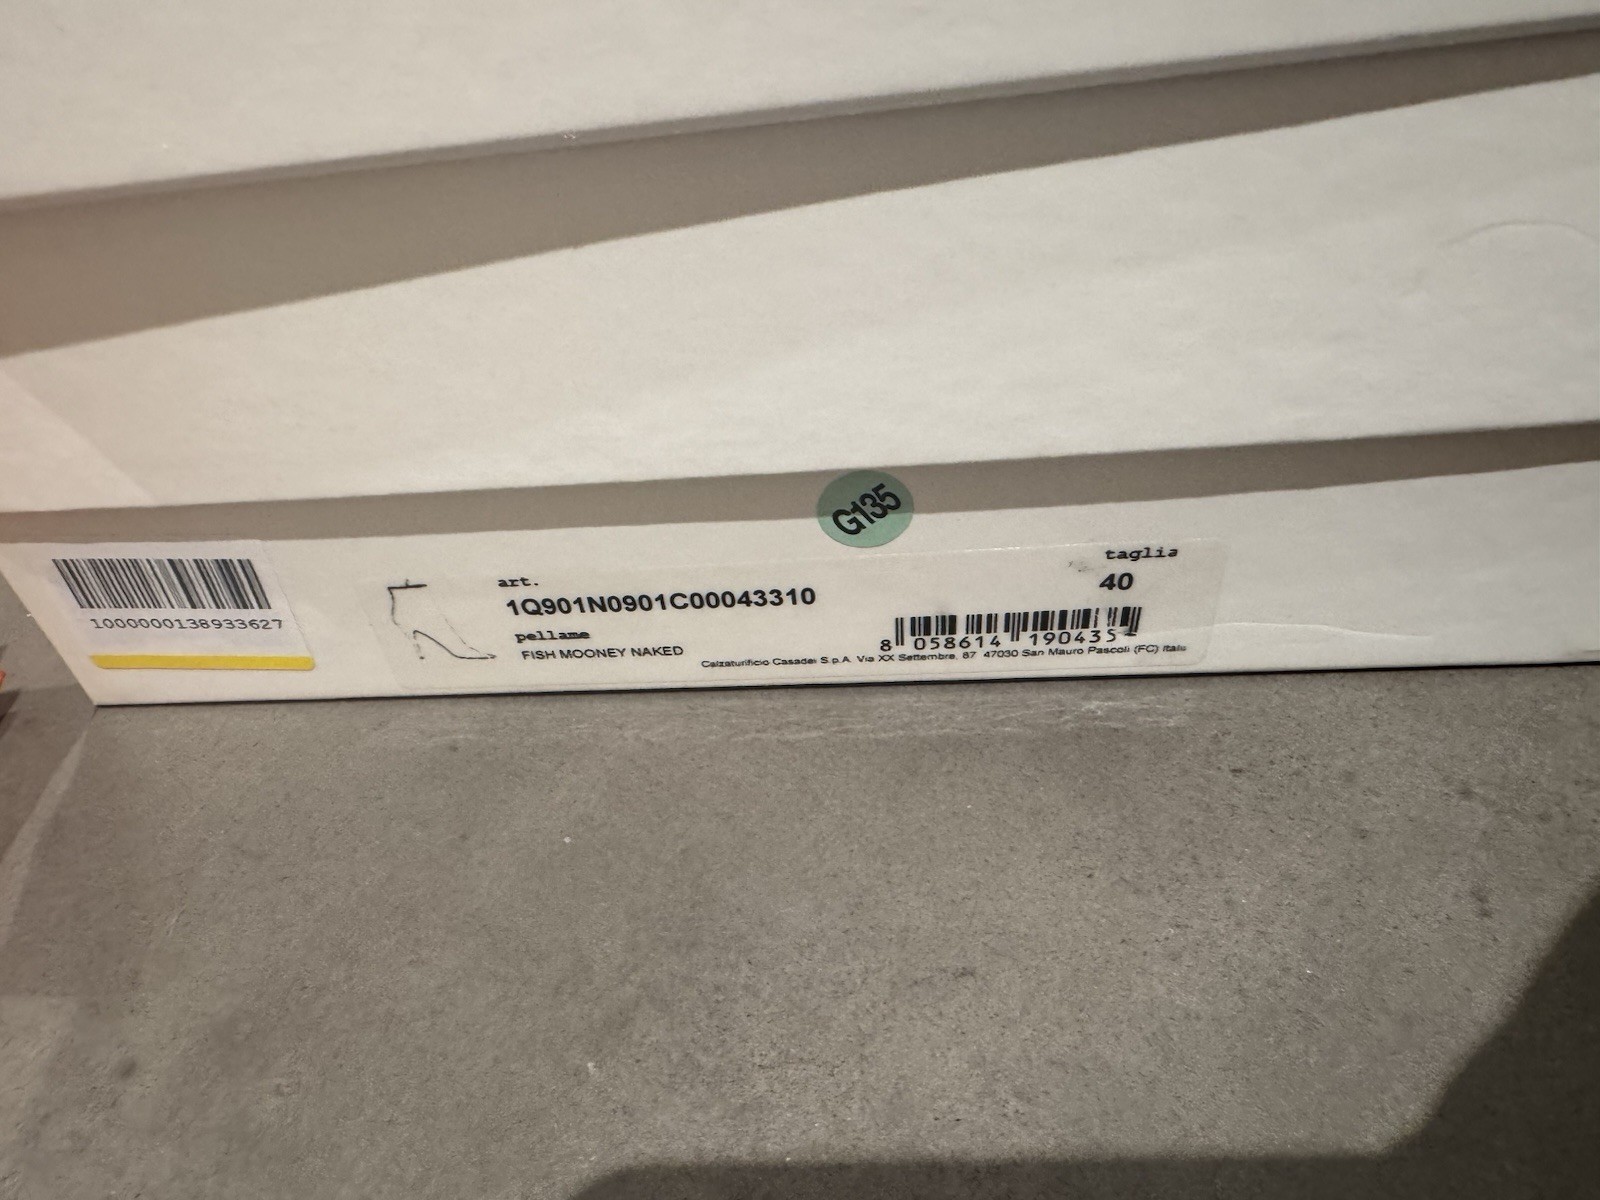 G135
1000000138933627
art.
1Q901N0901C00043310
pellame
FISH MOONEY NAKED
taglia
40
8 058614 190435
Calzaturificio Casadei S.p.A. Via XX Settembre, 87 47030 San Mauro Pascoli (FC) Italia